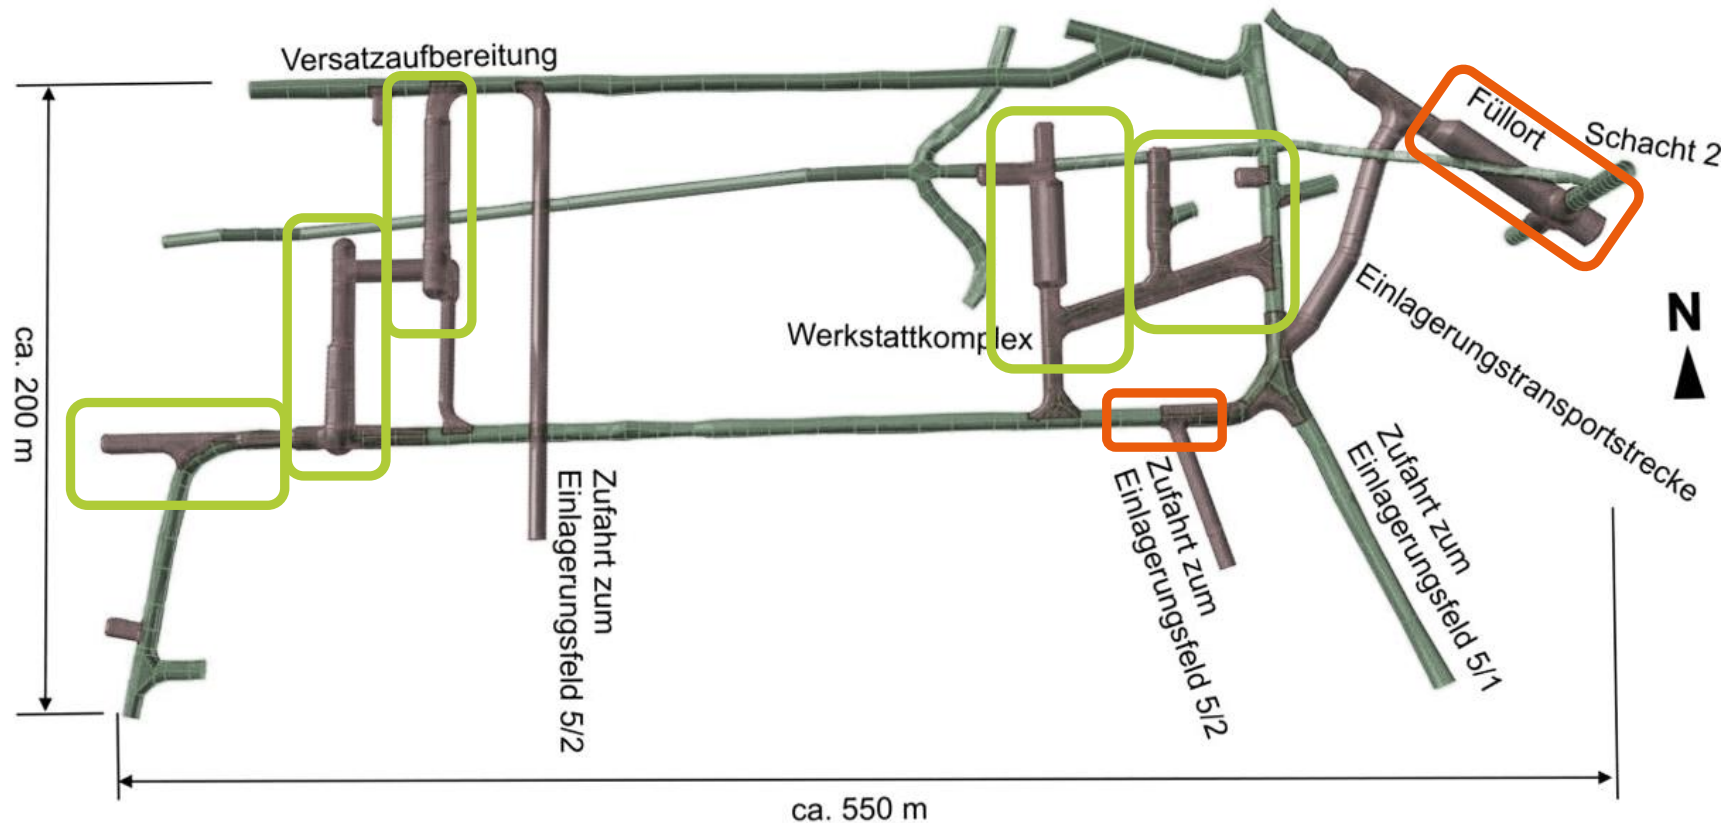 Versatzaufbereitung
Füllort
Schacht 2
N
Einlagerungstransportstrecke
Werkstattkomplex
ca. 200 m
Zufahrt zum
Einlagerungsfeld 5/2
Zufahrt zum
Einlagerungsfeld 5/2
Zufahrt zum
Einlagerungsfeld 5/1
ca. 550 m